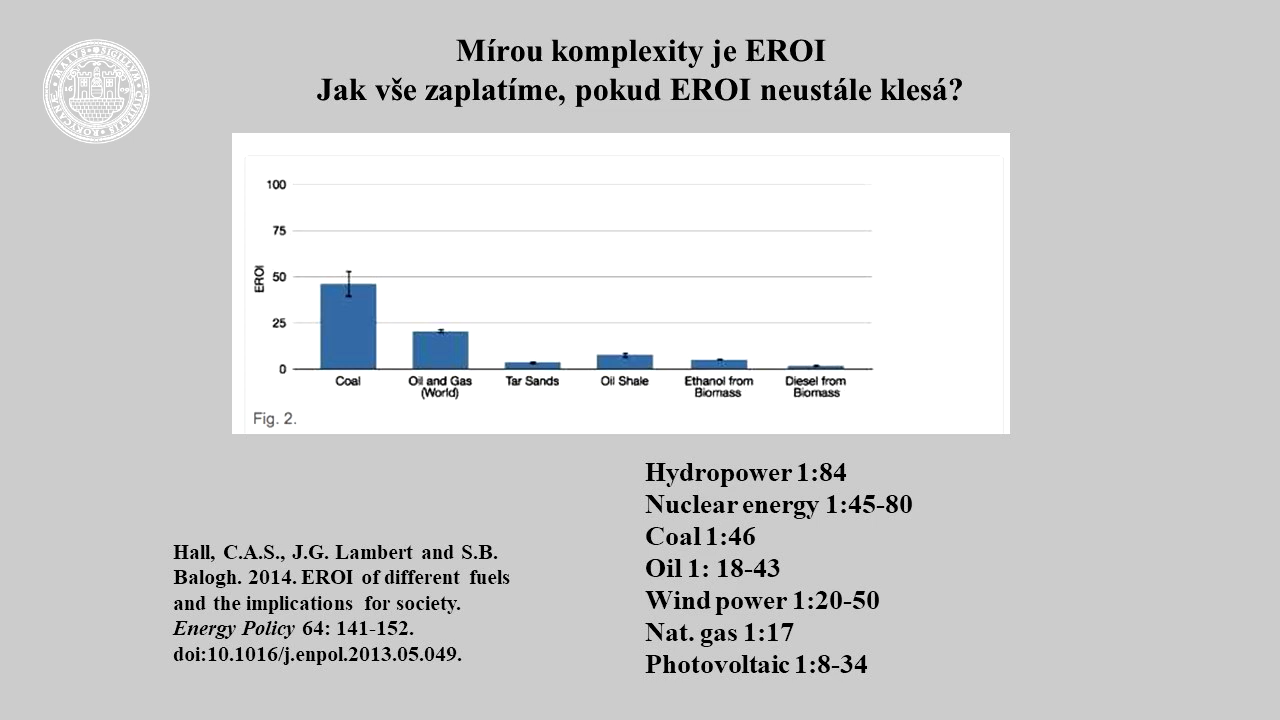 Mírou komplexity je EROI
Jak vše zaplatíme, pokud EROI neustále klesá?
100
75
50
25
0
EROI
Coal
Oil and Gas
(World)
Tar Sands
Oil Shale
Ethanol from
Biomass
Diesel from
Biomass
Fig. 2.
Hydropower 1:84
Nuclear energy 1:45-80
Coal 1:46
Oil 1: 18-43
Wind power 1:20-50
Nat. gas 1:17
Photovoltaic 1:8-34
Hall, C.A.S., J.G. Lambert and S.B.
Balogh. 2014. EROI of different fuels
and the implications for society.
Energy Policy 64: 141-152.
doi:10.1016/j.enpol.2013.05.049.